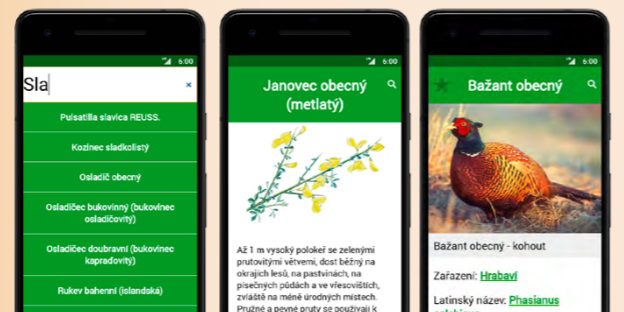 6:00
Sla
×
Pulsatilla slavica REUSS.
Kozinec sladkolistý
Osladič obecný
Osladičec bukovinný (bukovinec
osladičovitý)
Osladičec doubravní (bukovinec
kapraďovitý)
Rukev bahenní (islandská)
6:00
Janovec obecný
(metlatý)
Až 1 m vysoký polokeř se zelenými
prutovitými větvemi, dost běžný na
okrajích lesů, na pastvinách, na
písečných půdách a ve vřesovištích,
zvláště na méně úrodných místech.
Pružné a pevné pruty se používají k
6:00
Bažant obecný
Bažant obecný - kohout
Zařazení: Hrabaví
Latinský název: Phasianus